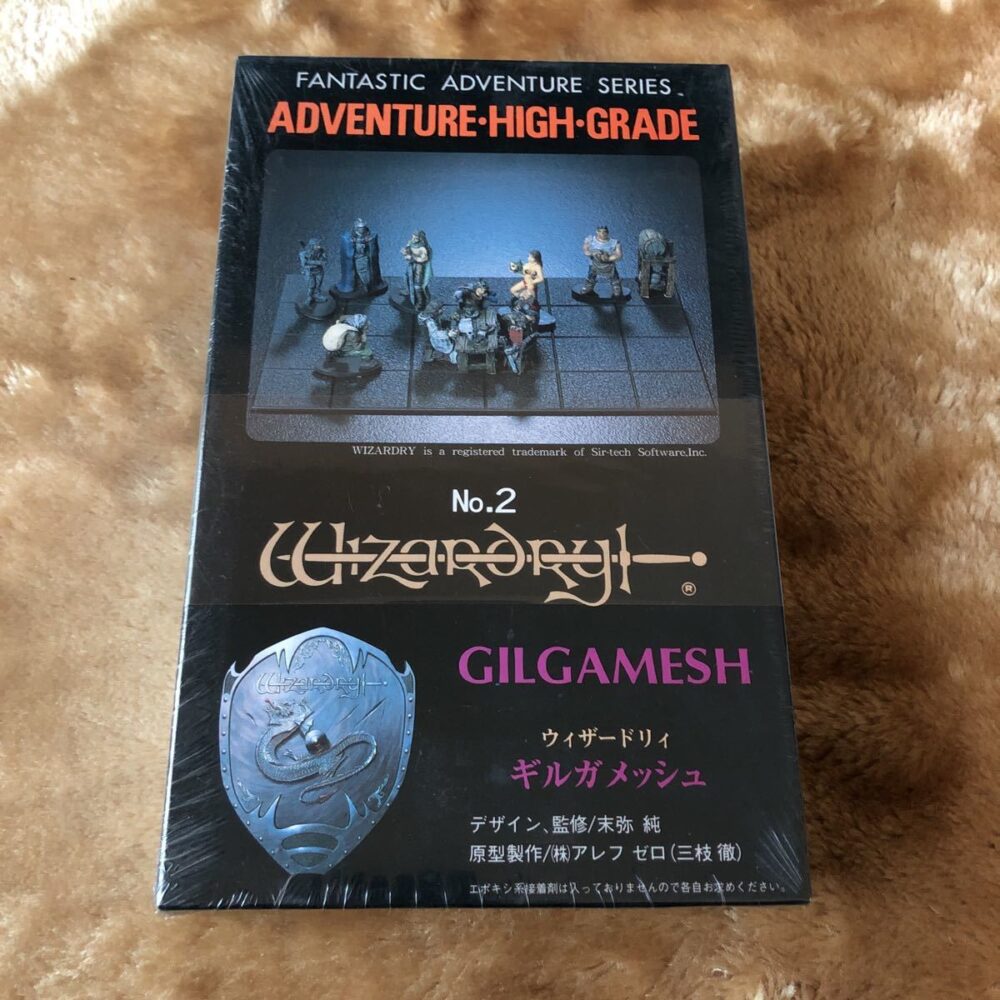 FANTASTIC ADVENTURE SERIES
ADVENTURE・HIGH・GRADE
WIZARDRY is a registered trademark of Sir-tech Software,Inc.
No.2
Wizardry
®
Wizardry
GILGAMESH
ウィザードリィ
ギルガメッシュ
デザイン、監修/末弥 純
原型製作/㈱アレフ ゼロ(三枝 徹)
エポキシ系接着剤は入っておりませんので各自お求めください。